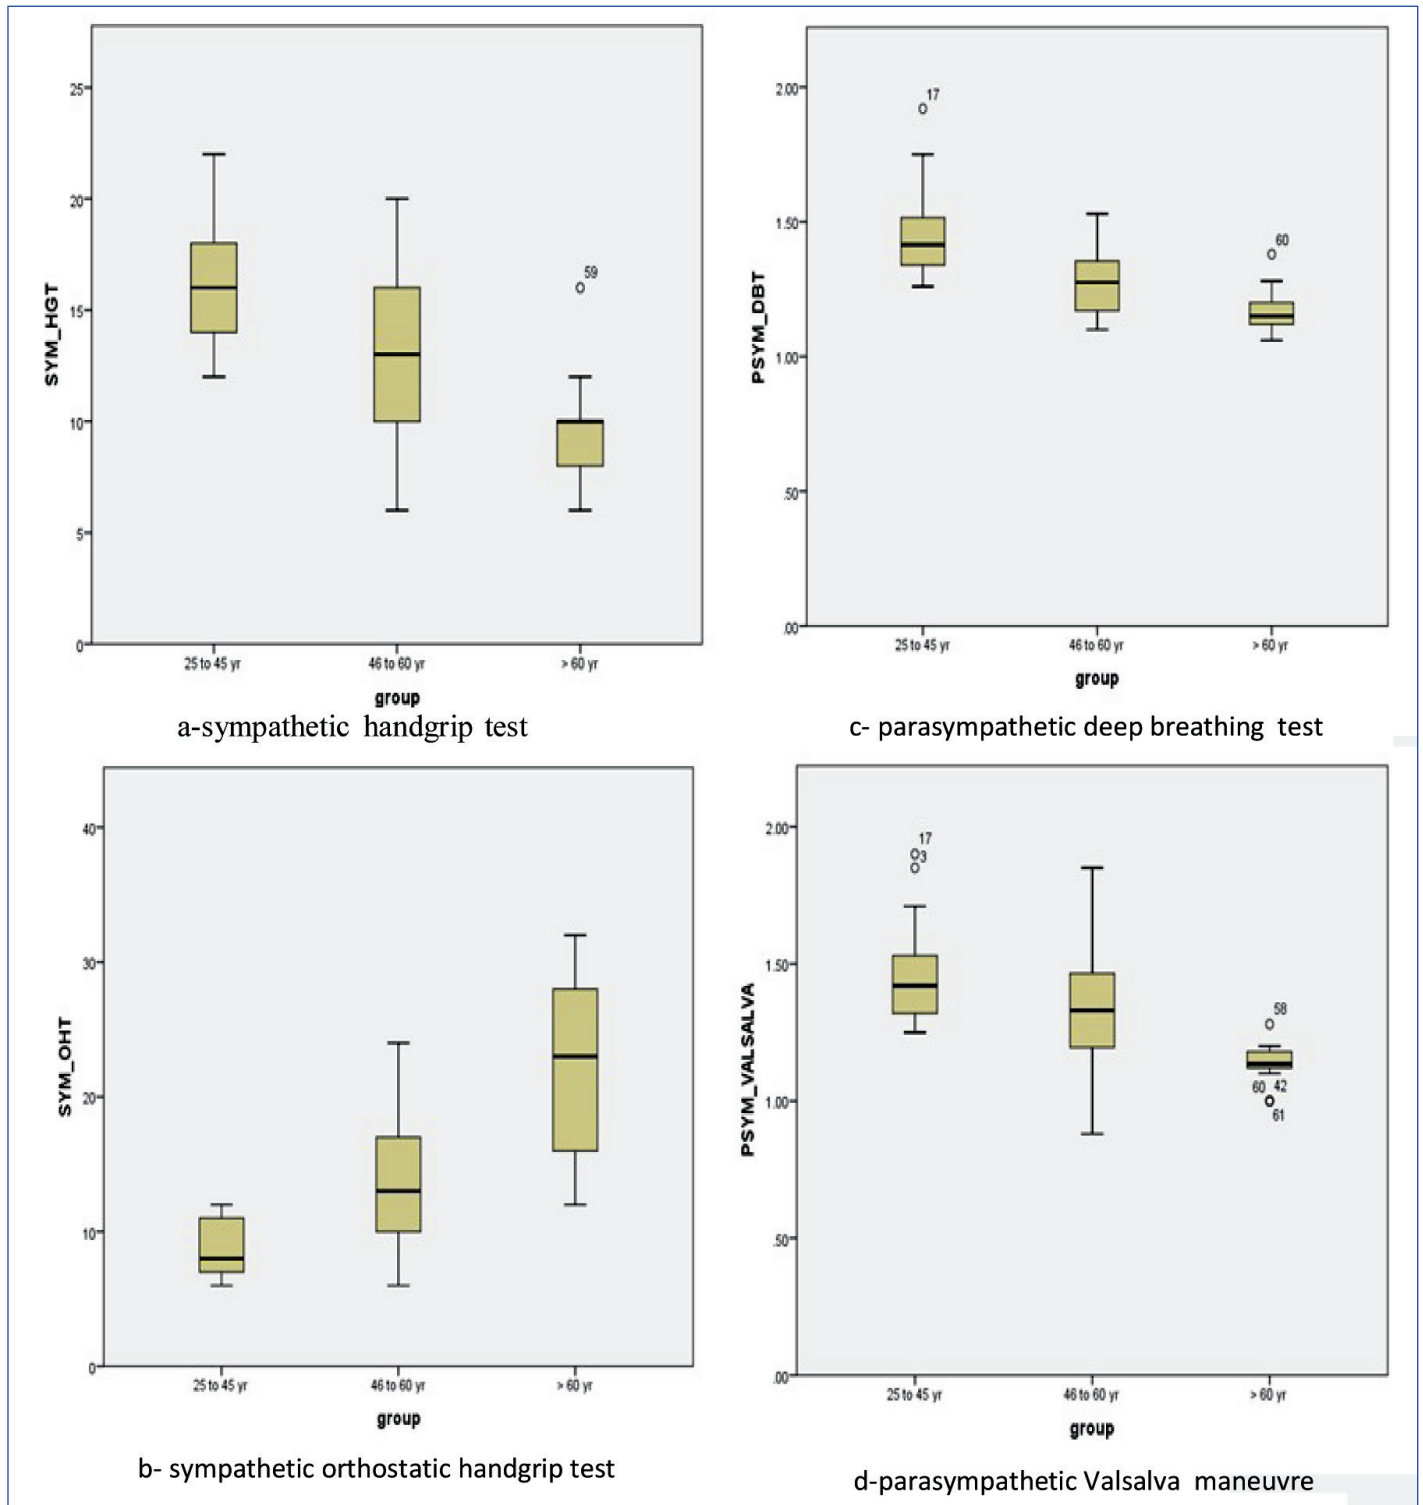 25
20
15
10
5
0
SYM_HGT
59
25 to 45 yr
46 to 60 yr
> 60 yr
group
a-sympathetic handgrip test
2.00
1.50
1.00
.50
.00
PSYM_DBT
17
60
25 to 45 yr
46 to 60 yr
> 60 yr
group
c- parasympathetic deep breathing test
40
30
20
10
0
SYM_OHT
25 to 45 yr
46 to 60 yr
> 60 yr
group
b- sympathetic orthostatic handgrip test
2.00
1.50
1.00
.50
.00
PSYM_VALSALVA
17
3
58
60 42
61
25 to 45 yr
46 to 60 yr
> 60 yr
group
d-parasympathetic Valsalva maneuvre